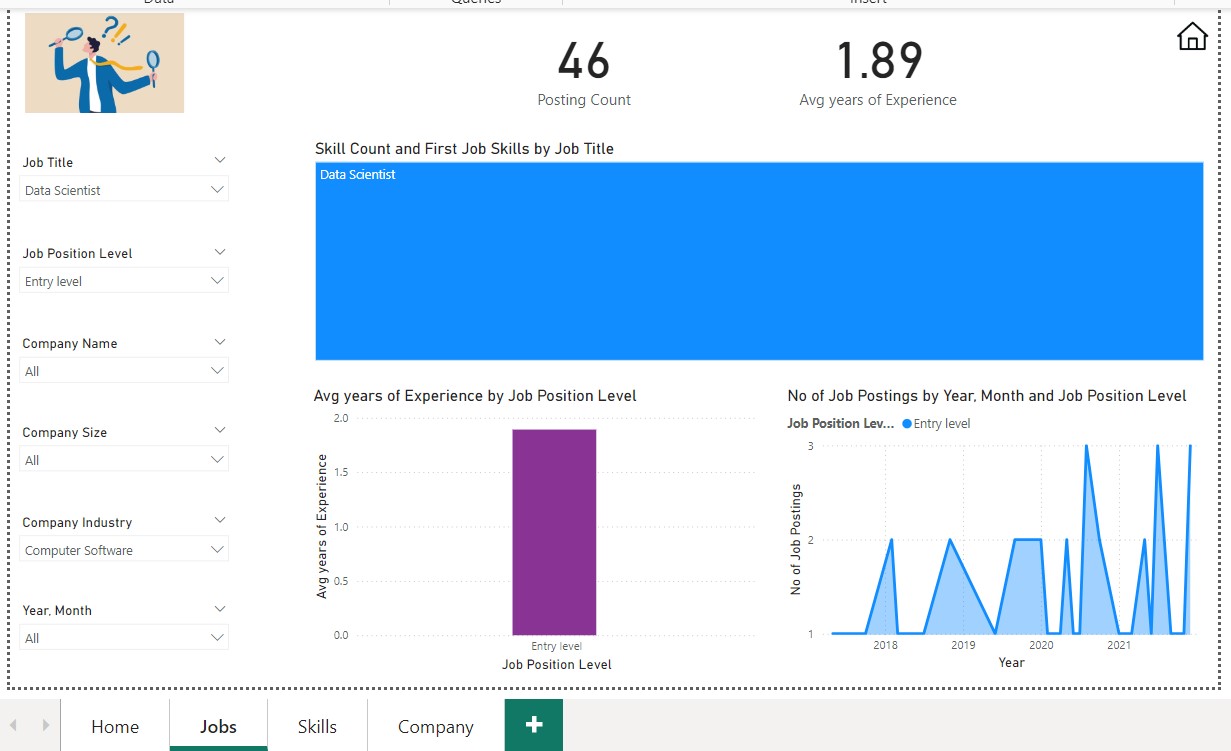 Data
Queries
Insert
?!
46
Posting Count
1.89
Avg years of Experience
Job Title
Data Scientist
Job Position Level
Entry level
Company Name
All
Company Size
All
Company Industry
Computer Software
Year, Month
All
Skill Count and First Job Skills by Job Title
Data Scientist
Avg years of Experience by Job Position Level
Avg years of Experience
2.0
1.5
1.0
0.5
0.0
Entry level
Job Position Level
No of Job Postings by Year, Month and Job Position Level
Job Position Lev... Entry level
No of Job Postings
3
2
1
2018 2019 2020 2021
Year
Home Jobs Skills Company +